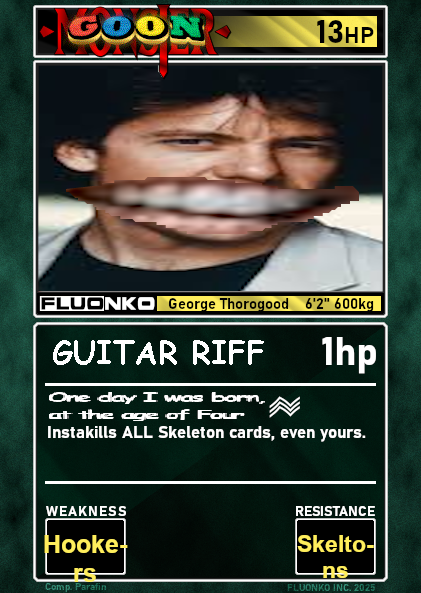 MONSTER
GOON
13HP
FLUONKO George Thorogood 6'2" 600kg
GUITAR RIFF 1hp
One day I was born,
at the age of Four
Instakills ALL Skeleton cards, even yours.
WEAKNESS RESISTANCE
Hooke-
rs
Skelto-
ns
Comp. Parafin FLUONKO INC. 2025